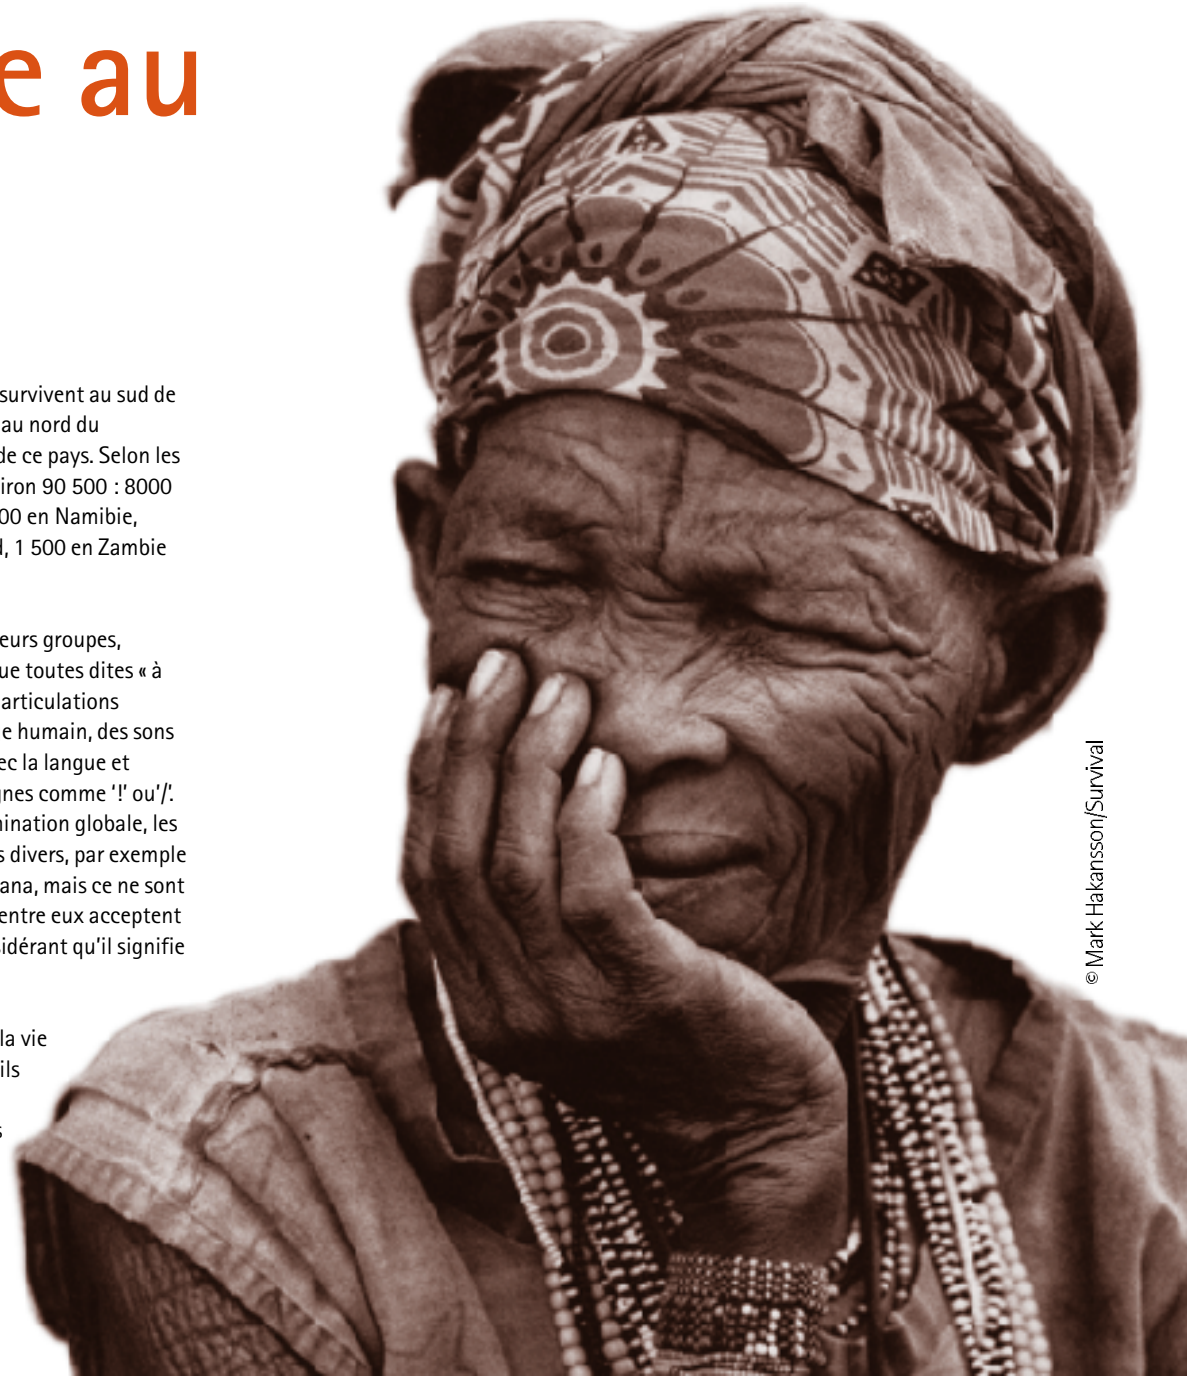 e au
survivent au sud de
au nord du
de ce pays. Selon les
iron 90 500 : 8000
00 en Namibie,
d, 1 500 en Zambie
eurs groupes,
ue toutes dites « à
articulations
e humain, des sons
ec la langue et
gnes comme ‘!’ ou’/’.
nination globale, les
s divers, par exemple
ana, mais ce ne sont
entre eux acceptent
sidérant qu’il signifie
la vie
ils
s
© Mark Hakansson/Survival